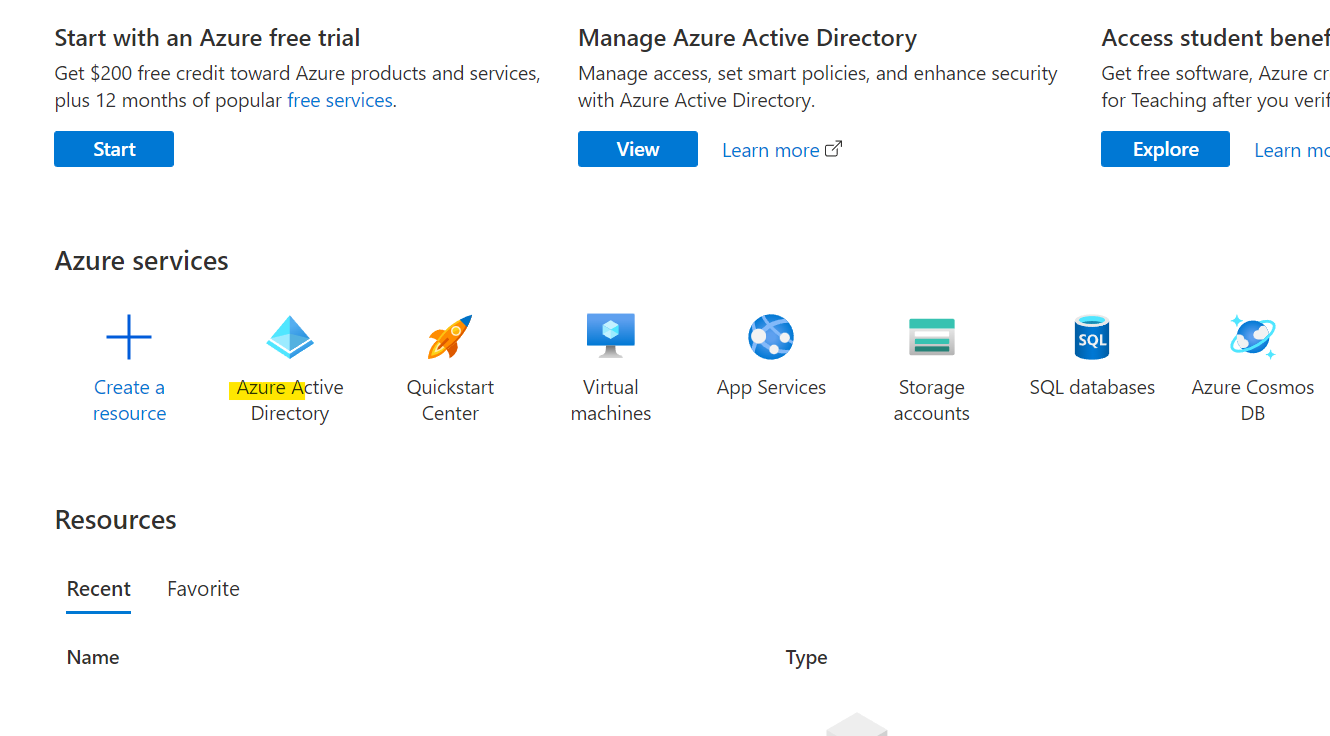 Start with an Azure free trial
Get $200 free credit toward Azure products and services,
plus 12 months of popular free services.
Start
Manage Azure Active Directory
Manage access, set smart policies, and enhance security
with Azure Active Directory.
View
Learn more
Access student benef
Get free software, Azure cr
for Teaching after you verif
Explore
Learn mo
Azure services
Create a
resource
Azure Active
Directory
Quickstart
Center
Virtual
machines
App Services
Storage
accounts
SQL
SQL databases
Azure Cosmos
DB
Resources
Recent
Favorite
Name
Type